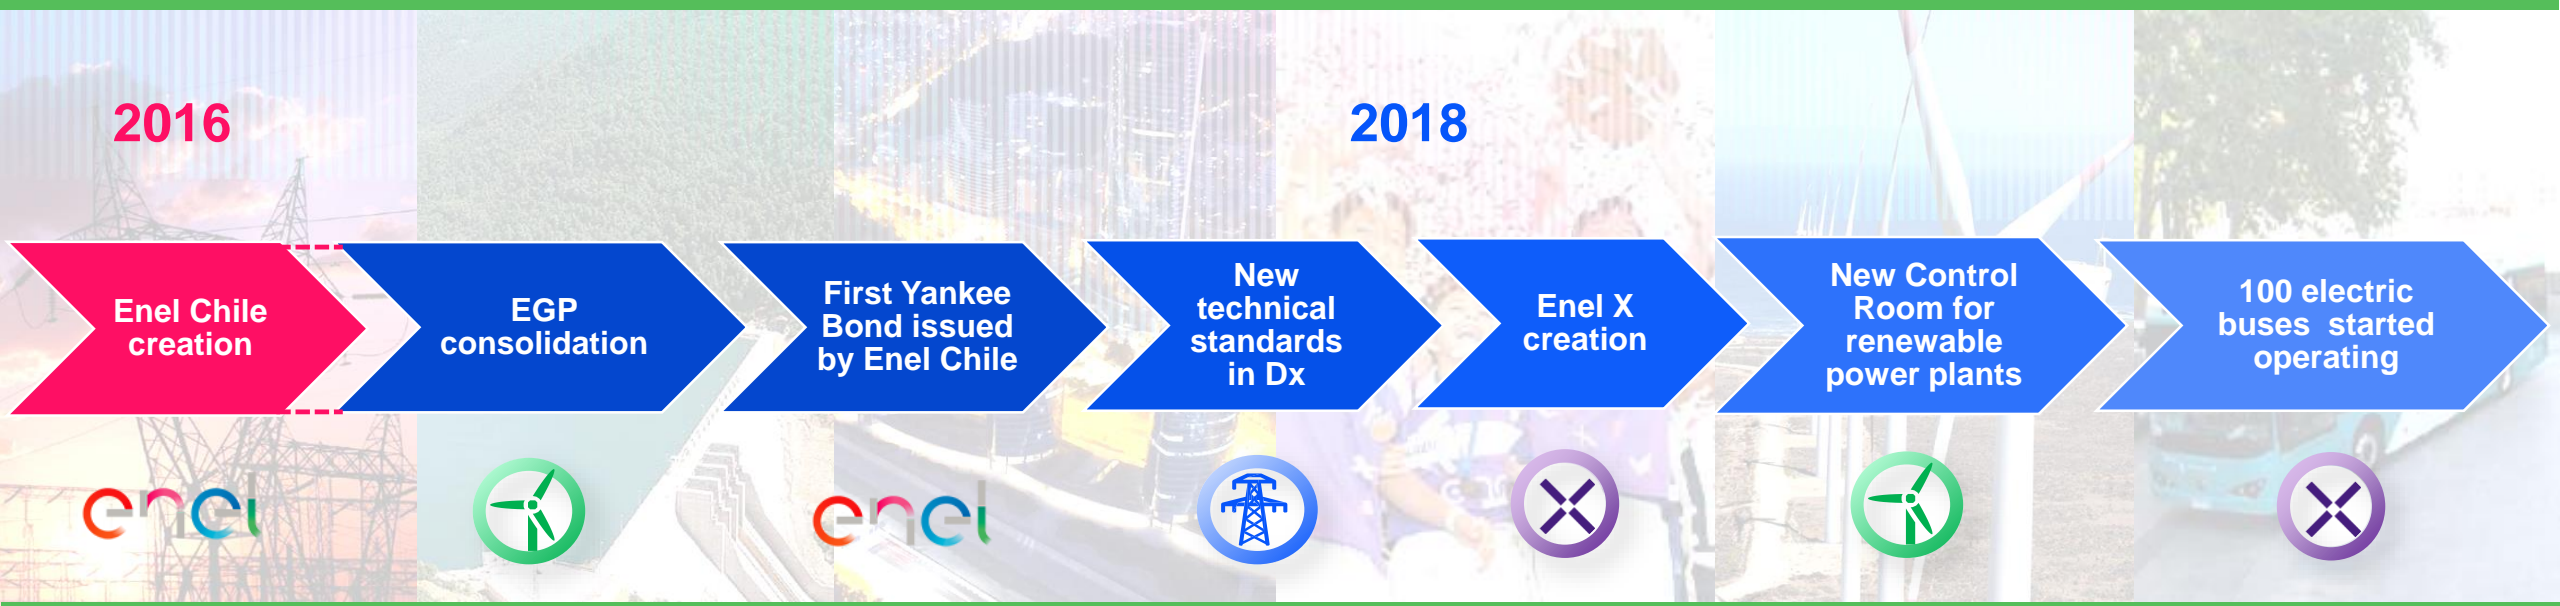 2016
2018
Enel Chile
creation
EGP
consolidation
First Yankee
Bond issued
by Enel Chile
New
technical
standards
in Dx
Enel X
creation
New Control
Room for
renewable
power plants
100 electric
buses started
operating
enel
enel